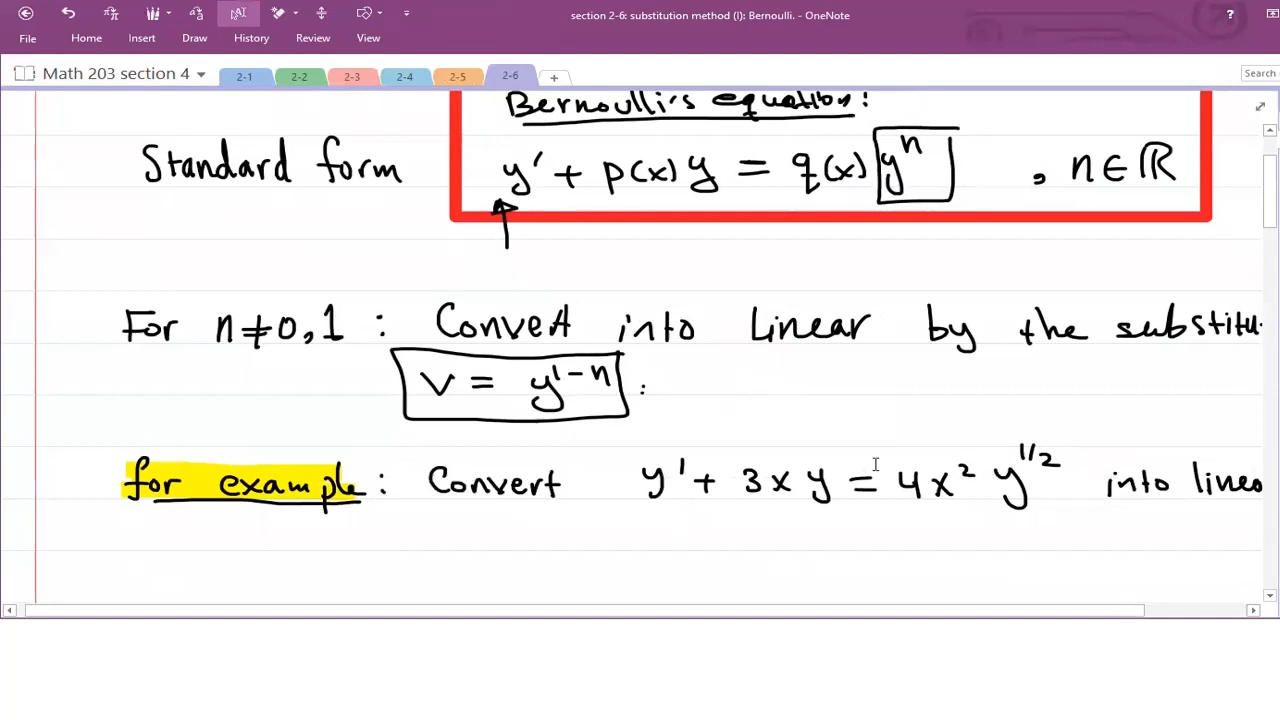 section 2-6: substitution method (I): Bernoulli. - OneNote
?
File Home Insert Draw History Review View
Math 203 section 4
2-1 2-2 2-3 2-4 2-5 2-6 +
Search
Bernoulli's equation:
Standard form y' + p(x) y = q(x) y^n , n ∈ ℝ
For n≠0,1 : Convert into linear by the substitu
v = y^1-n :
for example : Convert y' + 3xy = 4x² y^1/2 into linea